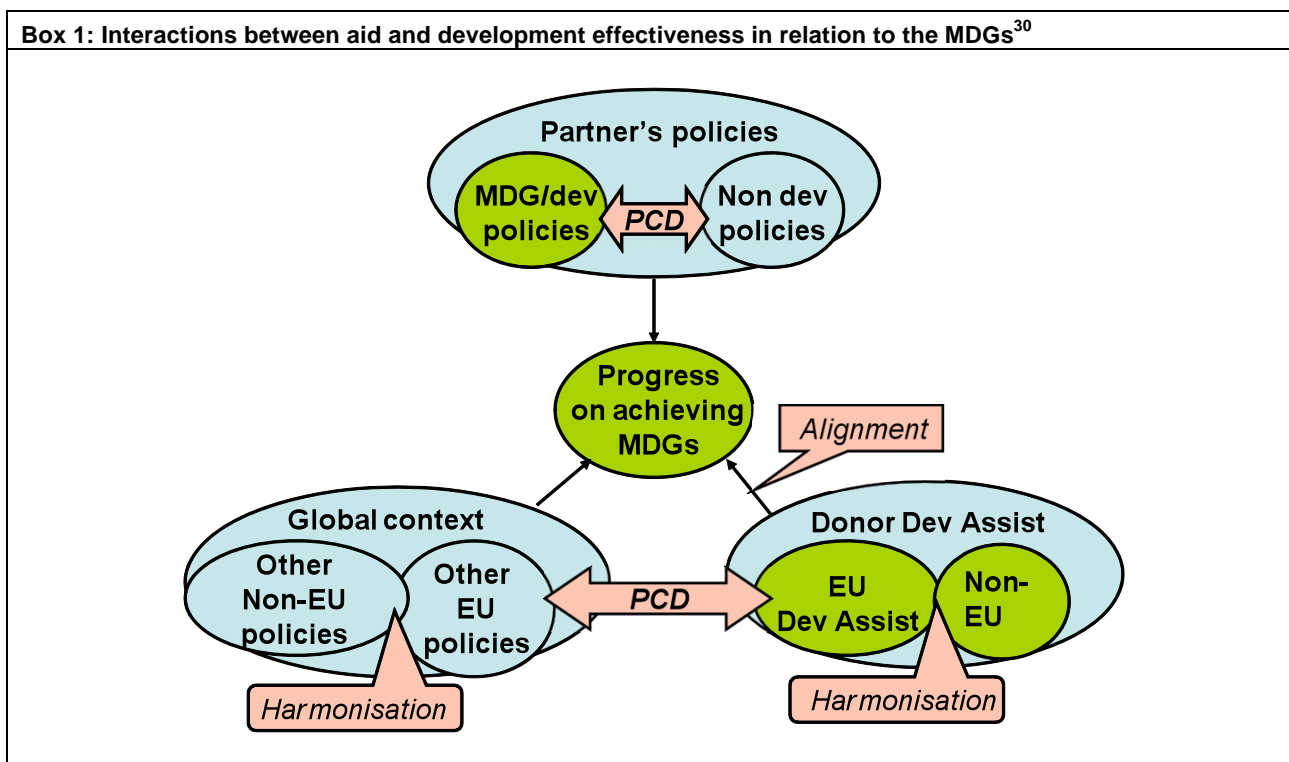 Box 1: Interactions between aid and development effectiveness in relation to the MDGs30
Partner's policies
MDG/dev
policies
PCD
Non dev
policies
Progress
on achieving
MDGs
Alignment
Global context
Other
Non-EU
policies
Other
EU
policies
PCD
Donor Dev Assist
EU
Dev Assist
Non-
EU
Harmonisation
Harmonisation